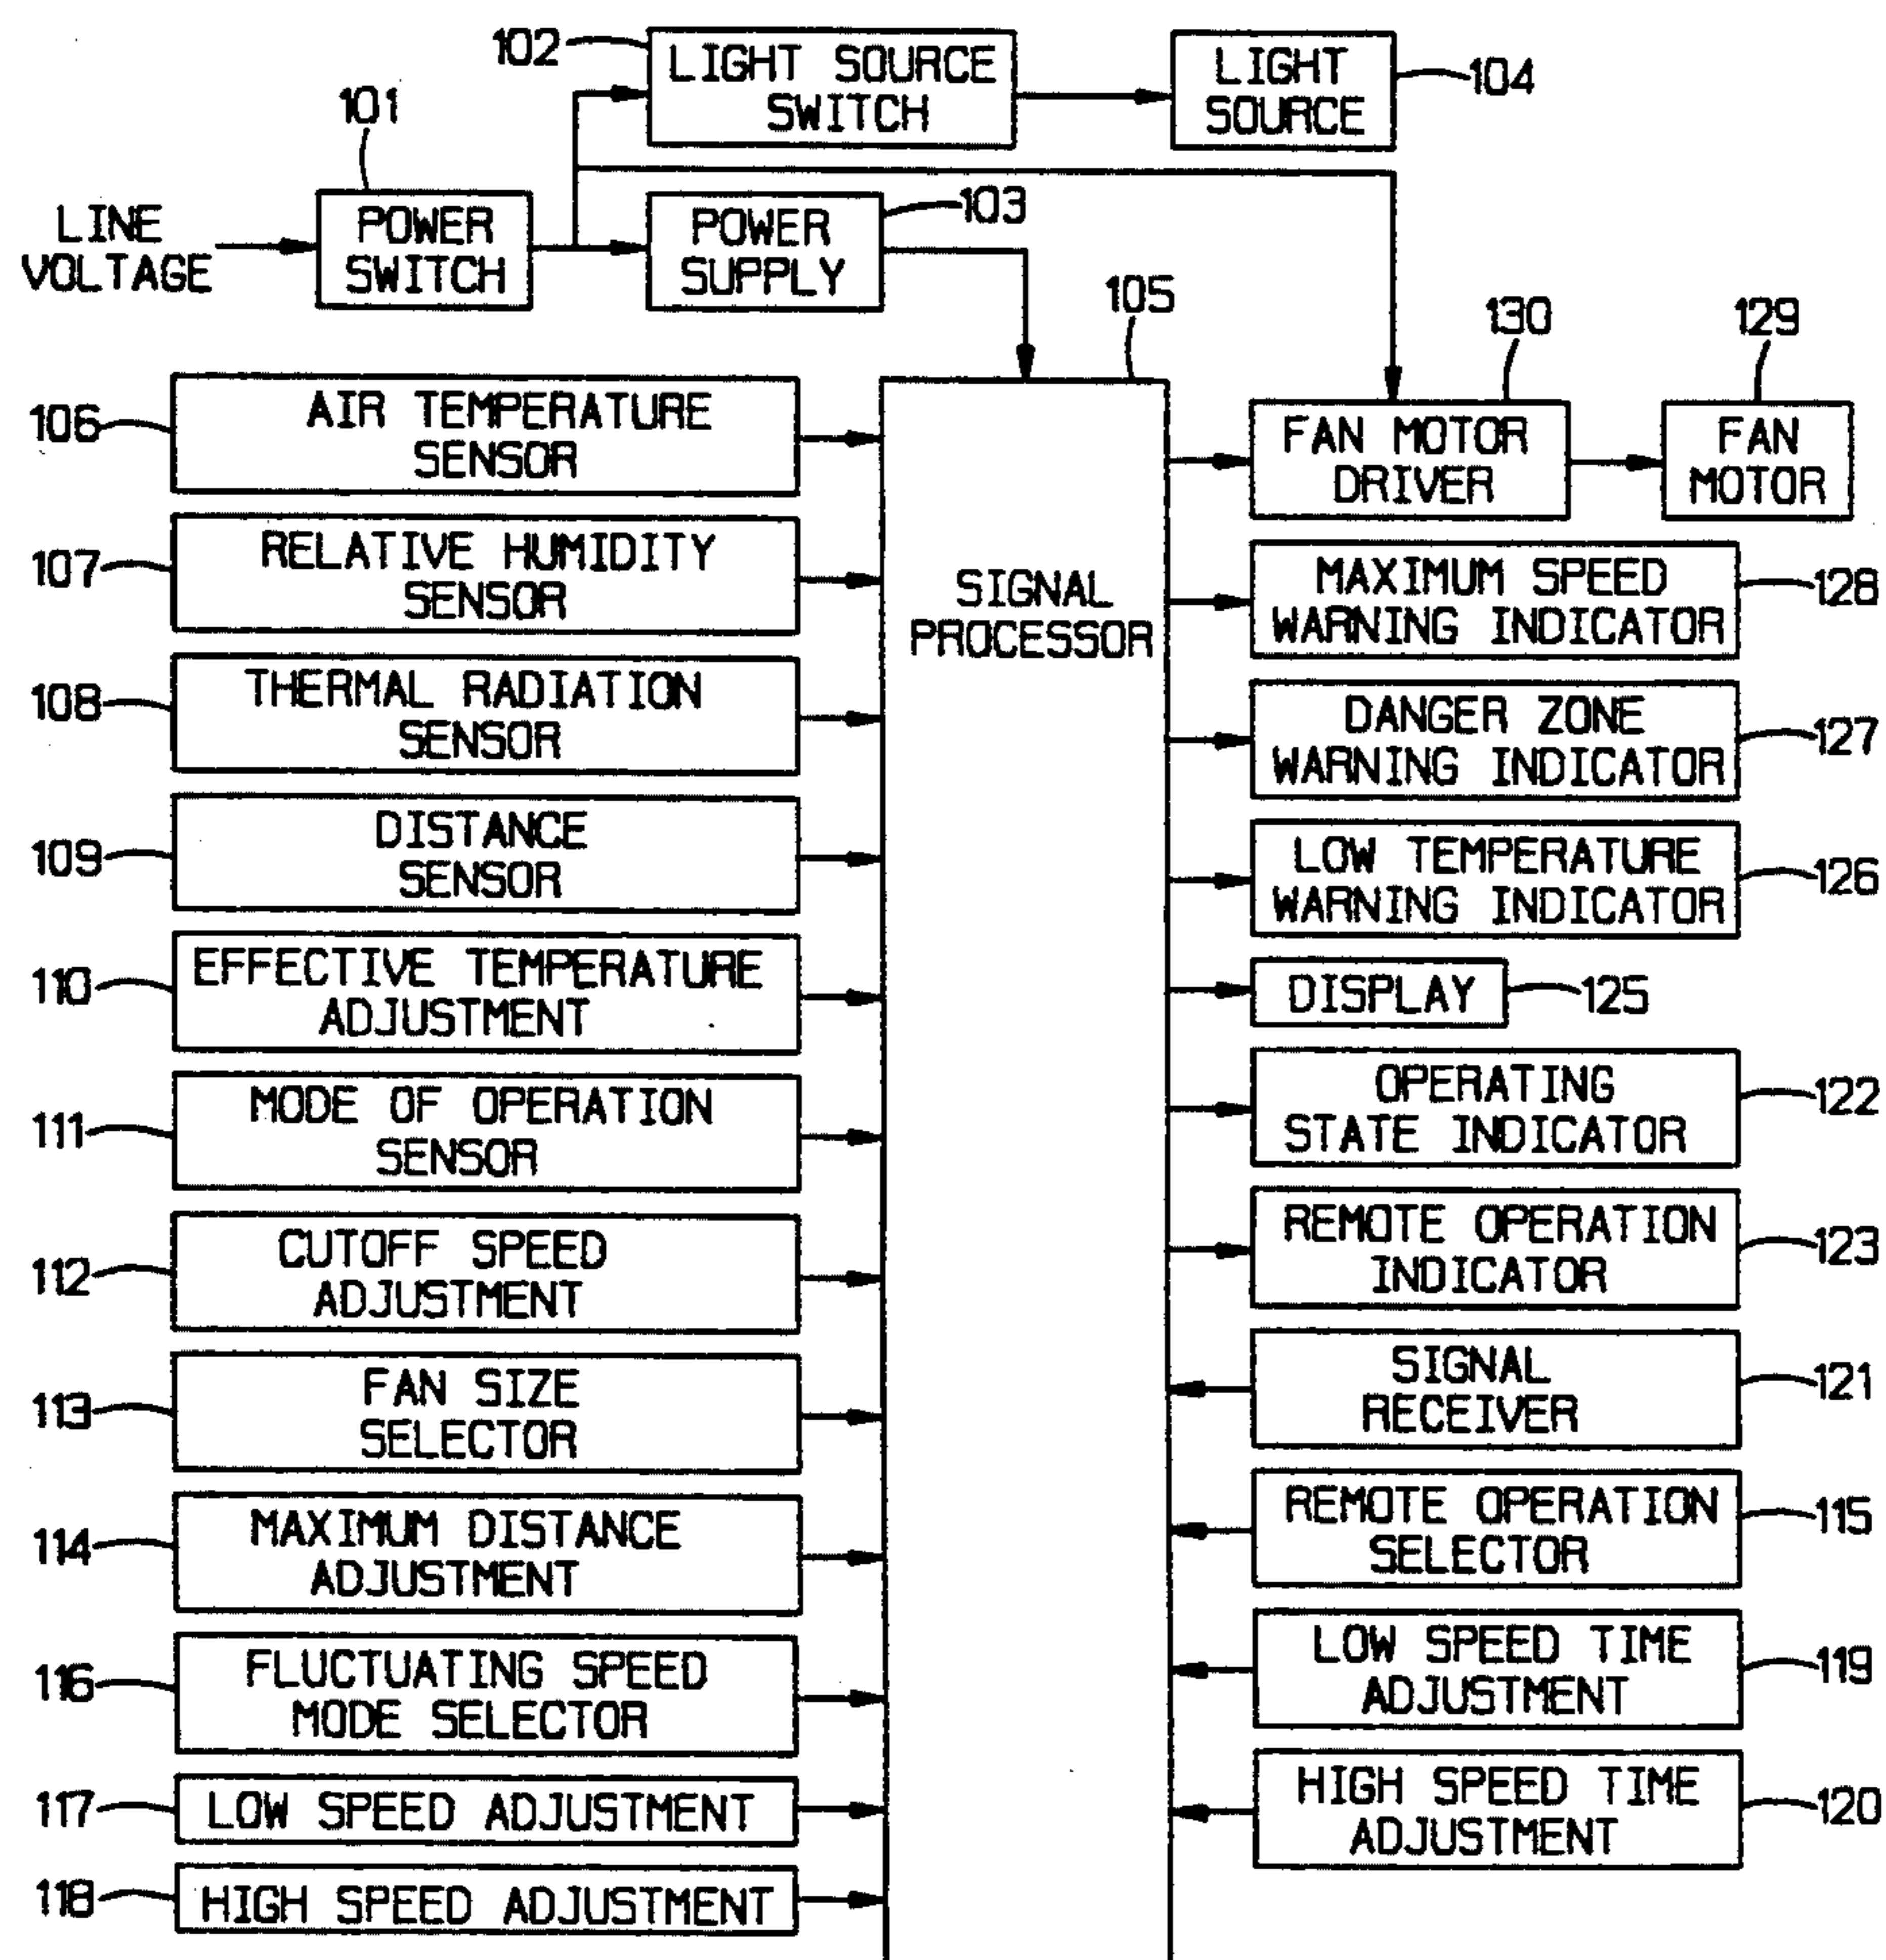 102
LIGHT SOURCE
SWITCH
LIGHT
SOURCE
104
101
LINE
VOLTAGE
POWER
SWITCH
POWER
SUPPLY
103
105
130
129
106
AIR TEMPERATURE
SENSOR
FAN MOTOR
DRIVER
FAN
MOTOR
107
RELATIVE HUMIDITY
SENSOR
SIGNAL
PROCESSOR
MAXIMUM SPEED
WARNING INDICATOR
128
108
THERMAL RADIATION
SENSOR
DANGER ZONE
WARNING INDICATOR
127
109
DISTANCE
SENSOR
LOW TEMPERATURE
WARNING INDICATOR
126
110
EFFECTIVE TEMPERATURE
ADJUSTMENT
DISPLAY
125
111
MODE OF OPERATION
SENSOR
OPERATING
STATE INDICATOR
122
112
CUTOFF SPEED
ADJUSTMENT
REMOTE OPERATION
INDICATOR
123
113
FAN SIZE
SELECTOR
SIGNAL
RECEIVER
121
114
MAXIMUM DISTANCE
ADJUSTMENT
REMOTE OPERATION
SELECTOR
115
116
FLUCTUATING SPEED
MODE SELECTOR
LOW SPEED TIME
ADJUSTMENT
119
117
LOW SPEED ADJUSTMENT
HIGH SPEED TIME
ADJUSTMENT
120
118
HIGH SPEED ADJUSTMENT